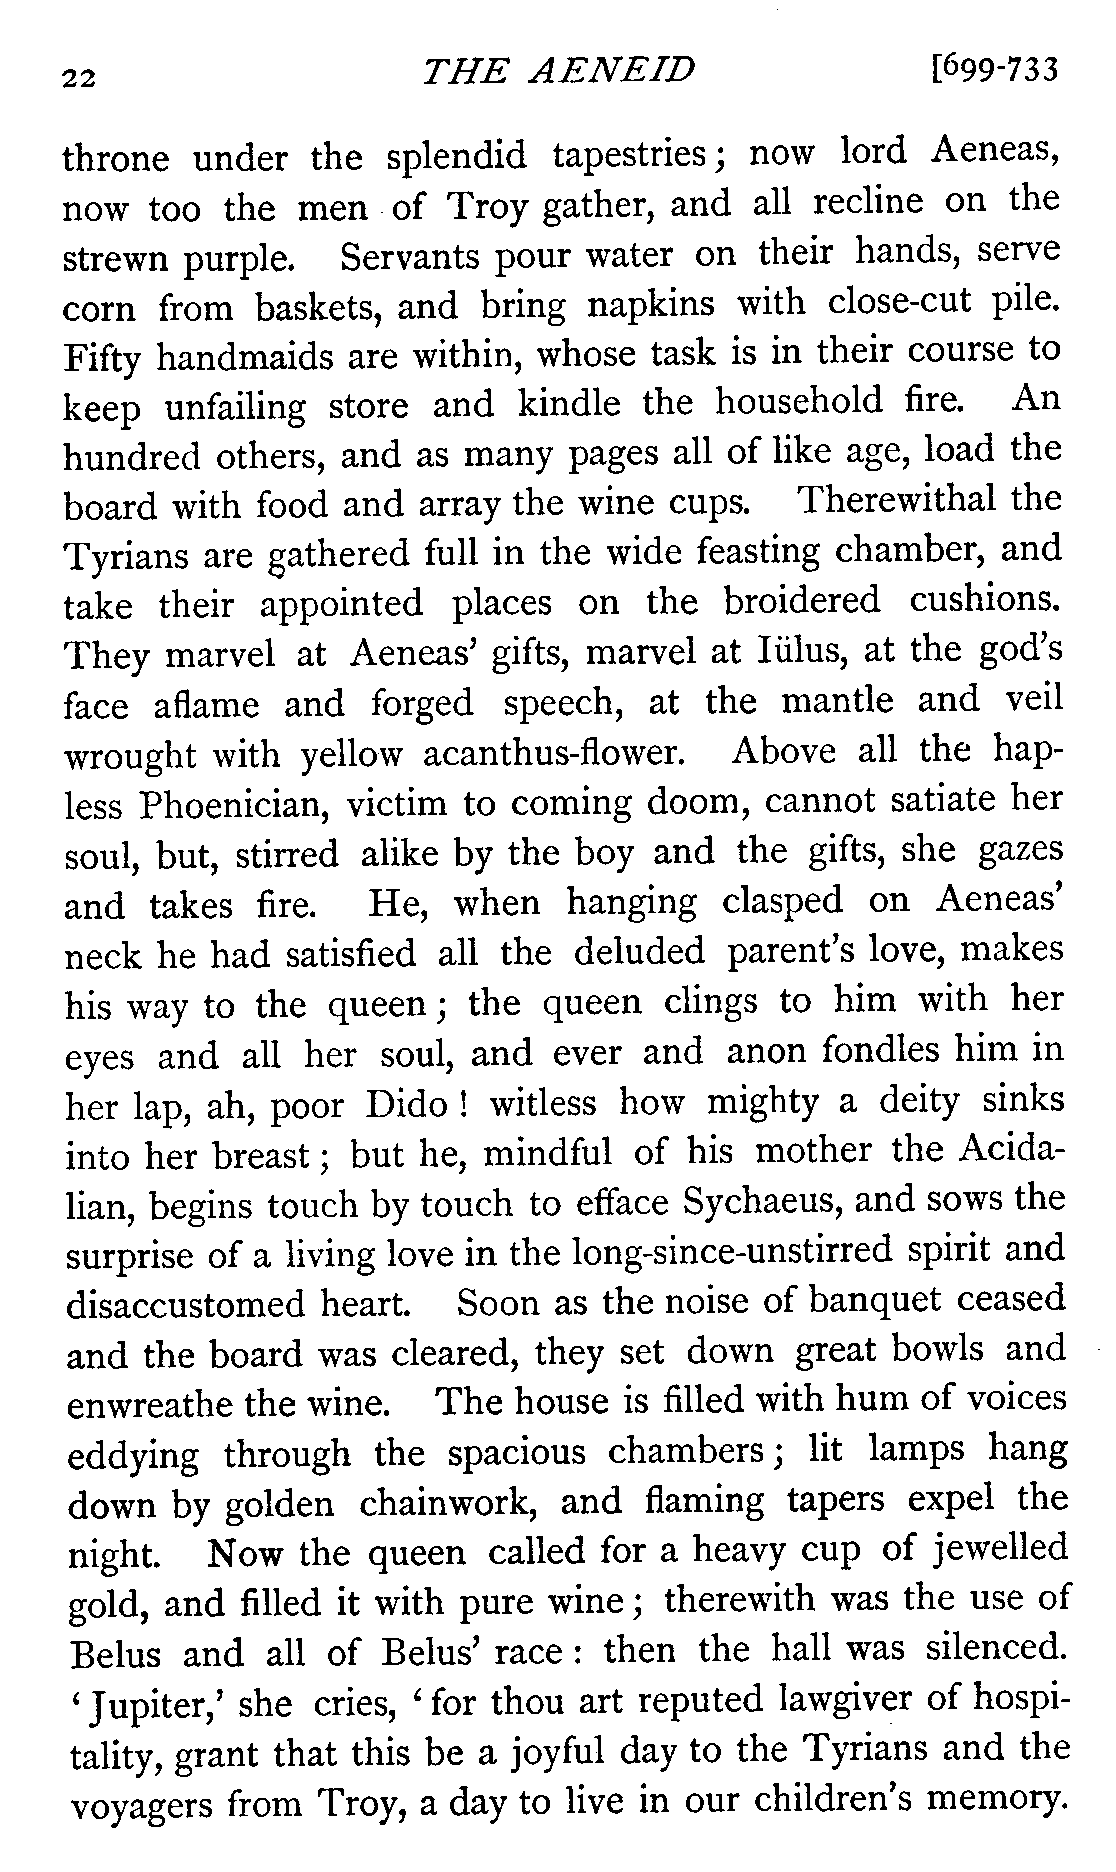 22 THE AENEID [699-733
throne under the splendid tapestries; now lord Aeneas,
now too the men of Troy gather, and all recline on the
strewn purple. Servants pour water on their hands, serve
corn from baskets, and bring napkins with close-cut pile.
Fifty handmaids are within, whose task is in their course to
keep unfailing store and kindle the household fire. An
hundred others, and as many pages all of like age, load the
board with food and array the wine cups. Therewithal the
Tyrians are gathered full in the wide feasting chamber, and
take their appointed places on the broidered cushions.
They marvel at Aeneas' gifts, marvel at Iülus, at the god's
face aflame and forged speech, at the mantle and veil
wrought with yellow acanthus-flower. Above all the hap-
less Phoenician, victim to coming doom, cannot satiate her
soul, but, stirred alike by the boy and the gifts, she gazes
and takes fire. He, when hanging clasped on Aeneas'
neck he had satisfied all the deluded parent's love, makes
his way to the queen; the queen clings to him with her
eyes and all her soul, and ever and anon fondles him in
her lap, ah, poor Dido! witless how mighty a deity sinks
into her breast; but he, mindful of his mother the Acida-
lian, begins touch by touch to efface Sychaeus, and sows the
surprise of a living love in the long-since-unstirred spirit and
disaccustomed heart. Soon as the noise of banquet ceased
and the board was cleared, they set down great bowls and
enwreathe the wine. The house is filled with hum of voices
eddying through the spacious chambers; lit lamps hang
down by golden chainwork, and flaming tapers expel the
night. Now the queen called for a heavy cup of jewelled
gold, and filled it with pure wine; therewith was the use of
Belus and all of Belus' race: then the hall was silenced.
'Jupiter,' she cries, 'for thou art reputed lawgiver of hospi-
tality, grant that this be a joyful day to the Tyrians and the
voyagers from Troy, a day to live in our children's memory.